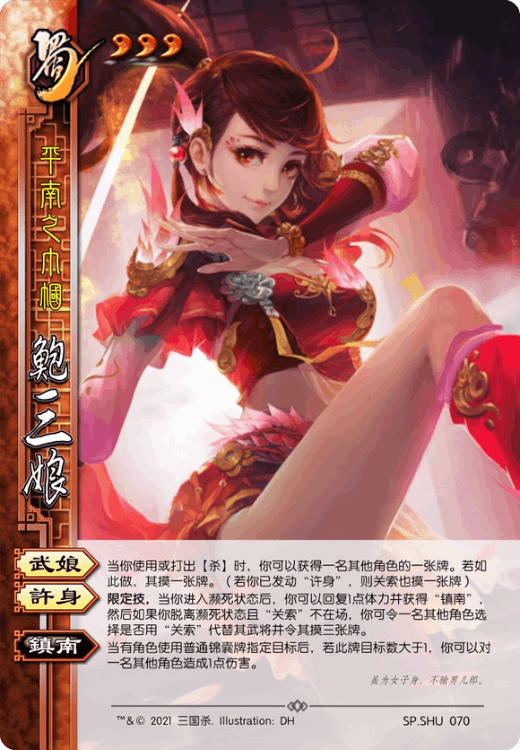 蜀
平南之巾帼
鲍三娘
武娘
当你使用或打出【杀】时，你可以获得一名其他角色的一张牌。若如
此做，其摸一张牌。（若你已发动“许身”，则关索也摸一张牌）
許身
限定技，当你进入濒死状态后，你可以回复1点体力并获得“镇南”，
然后如果你脱离濒死状态且“关索”不在场，你可令一名其他角色选
择是否用“关索”代替其武将并令其摸三张牌。
鎮南
当有角色使用普通锦囊牌指定目标后，若此牌目标数大于1，你可以对
一名其他角色造成1点伤害。
虽为女子身，不输男儿郎。
™&© 2021 三国杀. Illustration: DH
SP.SHU 070